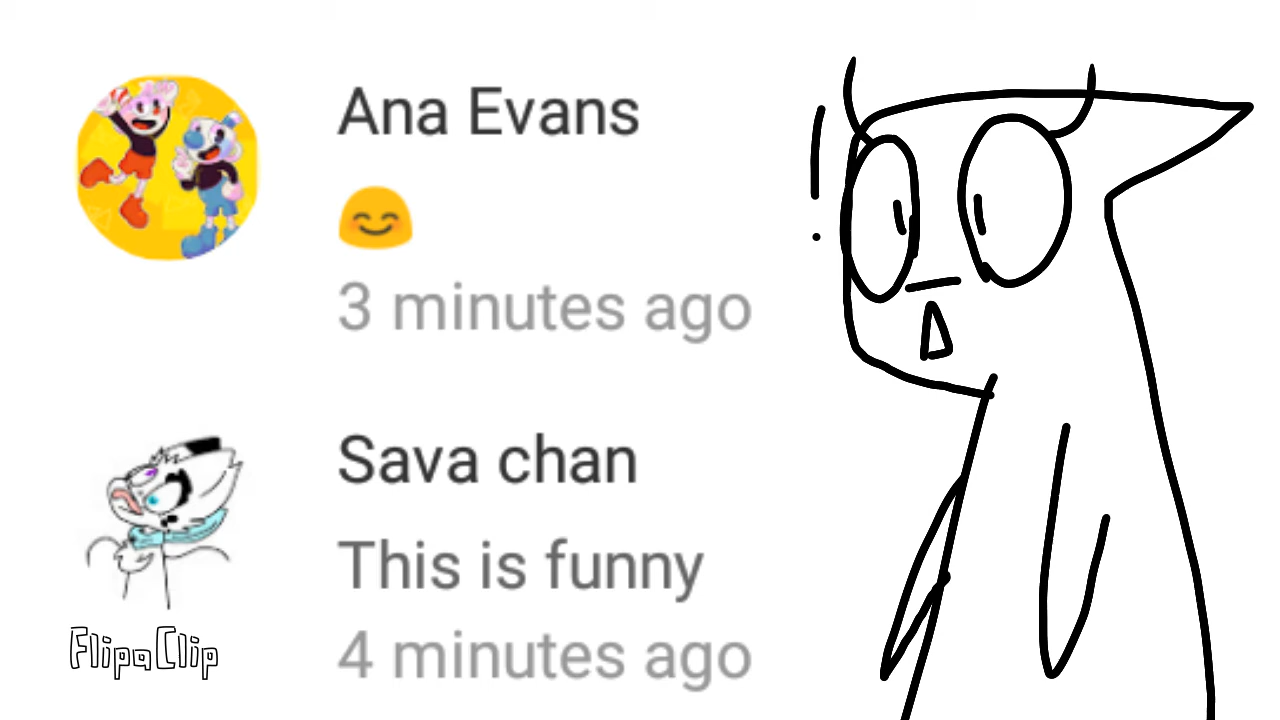 Ana Evans
😊
3 minutes ago
Sava chan
This is funny
4 minutes ago
FlipaClip